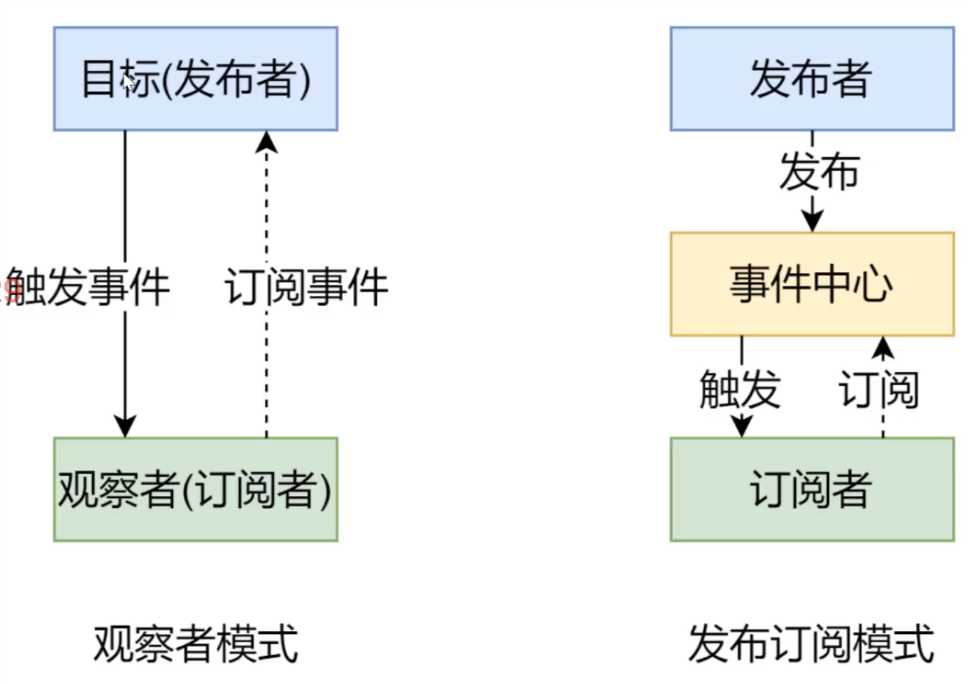 目标(发布者)
触发事件
订阅事件
观察者(订阅者)
观察者模式
发布者
发布
事件中心
触发
订阅
订阅者
发布订阅模式